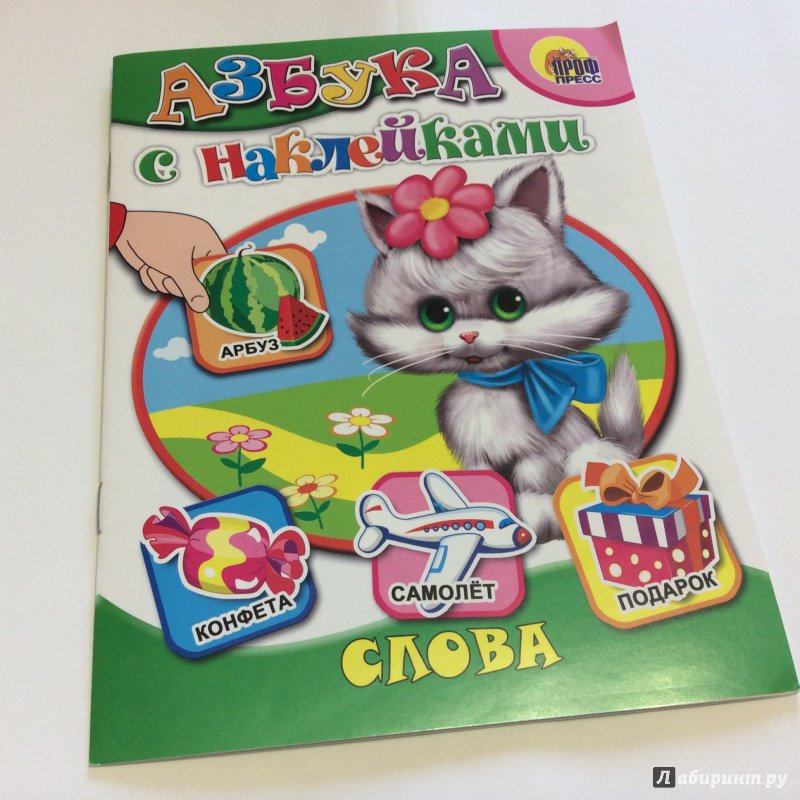 АЗБУКА
ПРОФ
ПРЕСС
с наклейками
АРБУЗ
КОНФЕТА
САМОЛЁТ
ПОДАРОК
СЛОВА
Лабиринт.ру